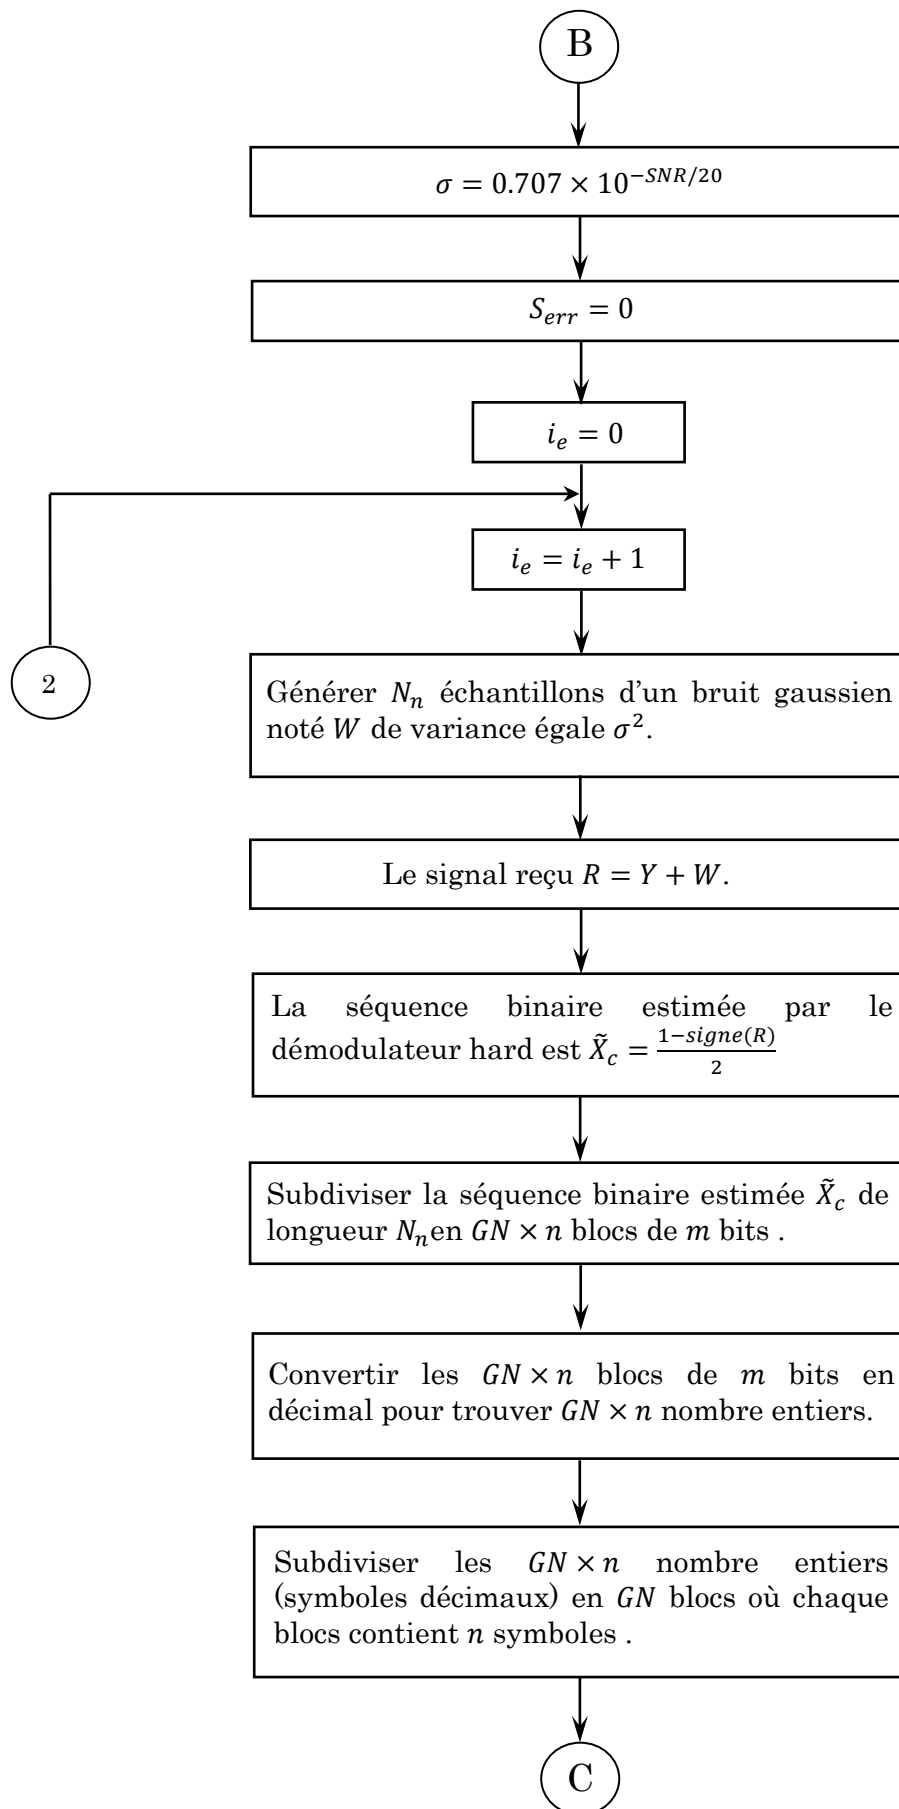 B
σ = 0.707 × 10^{−SNR/20}
S_{err} = 0
i_e = 0
i_e = i_e + 1
2
Générer N_n échantillons d’un bruit gaussien
noté W de variance égale σ^2.
Le signal reçu R = Y + W.
La séquence binaire estimée par le
démodulateur hard est X̃_c = \frac{1−signe(R)}{2}
Subdiviser la séquence binaire estimée X̃_c de
longueur N_n en GN × n blocs de m bits .
Convertir les GN × n blocs de m bits en
décimal pour trouver GN × n nombre entiers.
Subdiviser les GN × n nombre entiers
(symboles décimaux) en GN blocs où chaque
blocs contient n symboles .
C